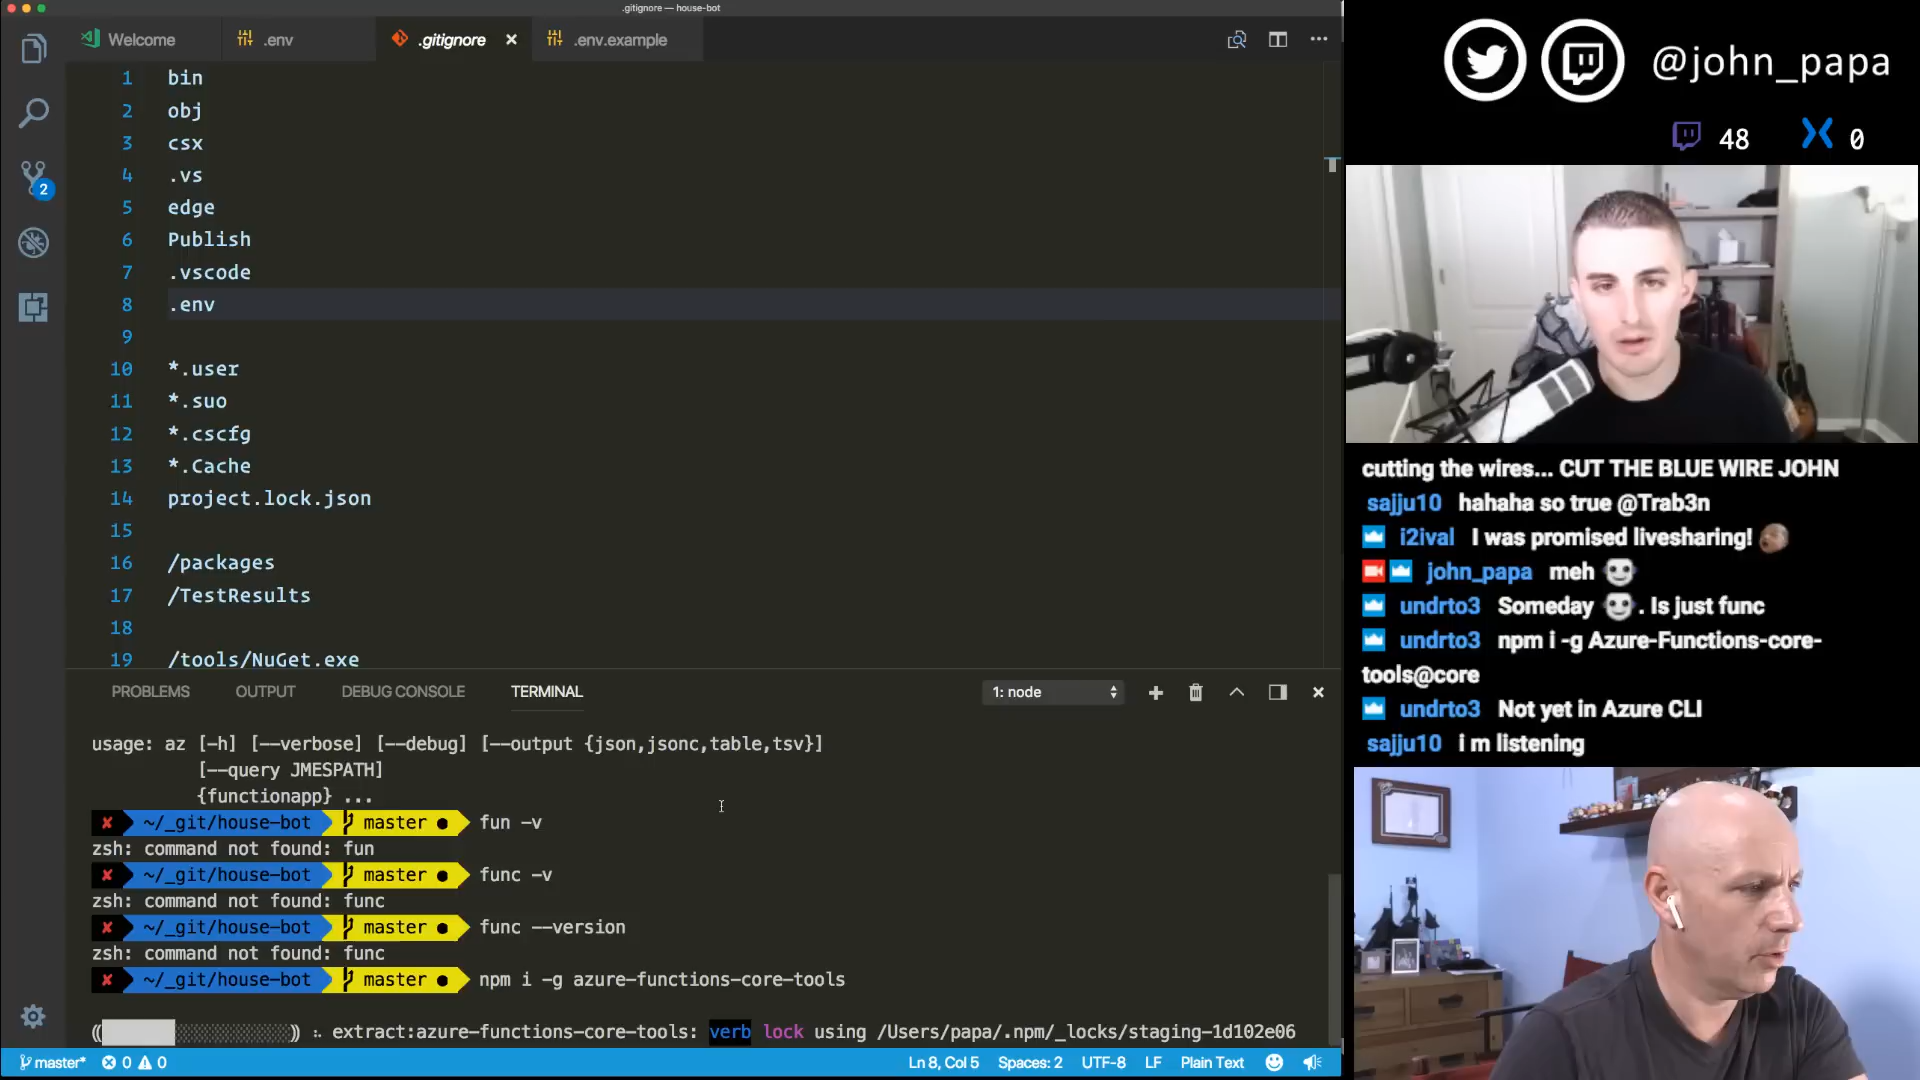 .gitignore — house-bot
Welcome
.env
.gitignore
.env.example
1 bin
2 obj
3 csx
4 .vs
5 edge
6 Publish
7 .vscode
8 .env
9
10 *.user
11 *.suo
12 *.cscfg
13 *.Cache
14 project.lock.json
15
16 /packages
17 /TestResults
18
19 /tools/NuGet.exe
2
PROBLEMS OUTPUT DEBUG CONSOLE TERMINAL 1: node
usage: az [-h] [--verbose] [--debug] [--output {json,jsonc,table,tsv}]
[--query JMESPATH]
{functionapp} ...
✘ ~/_git/house-bot master ● fun -v
zsh: command not found: fun
✘ ~/_git/house-bot master ● func -v
zsh: command not found: func
✘ ~/_git/house-bot master ● func --version
zsh: command not found: func
✘ ~/_git/house-bot master ● npm i -g azure-functions-core-tools
extract:azure-functions-core-tools: verb lock using /Users/papa/.npm/_locks/staging-1d102e06
master* 0 0 Ln 8, Col 5 Spaces: 2 UTF-8 LF Plain Text
@john_papa
48 0
cutting the wires... CUT THE BLUE WIRE JOHN
sajju10 hahaha so true @Trab3n
i2ival I was promised livesharing!
john_papa meh
undrto3 Someday . Is just func
undrto3 npm i -g Azure-Functions-core-
tools@core
undrto3 Not yet in Azure CLI
sajju10 i m listening